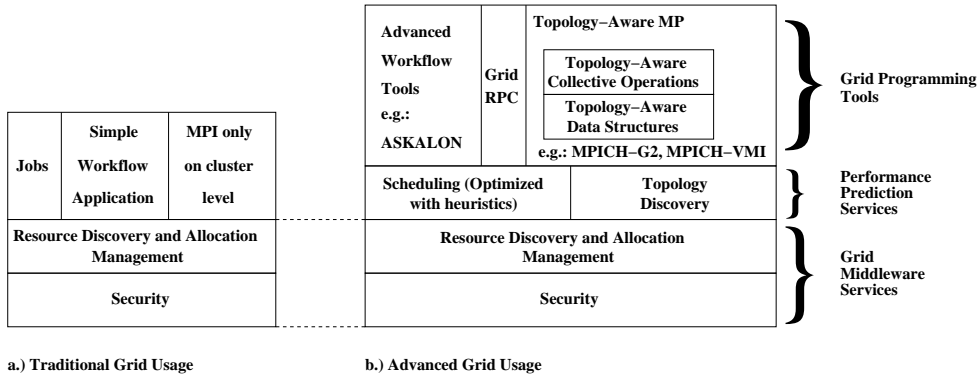 Jobs
Simple
Workflow
Application
MPI only
on cluster
level
Resource Discovery and Allocation
Management
Security
a.) Traditional Grid Usage
Advanced
Workflow
Tools
e.g.:
ASKALON
Grid
RPC
Topology−Aware MP
Topology−Aware
Collective Operations
Topology−Aware
Data Structures
e.g.: MPICH−G2, MPICH−VMI
Scheduling (Optimized
with heuristics)
Topology
Discovery
Resource Discovery and Allocation
Management
Security
b.) Advanced Grid Usage
Grid Programming
Tools
Performance
Prediction
Services
Grid
Middleware
Services